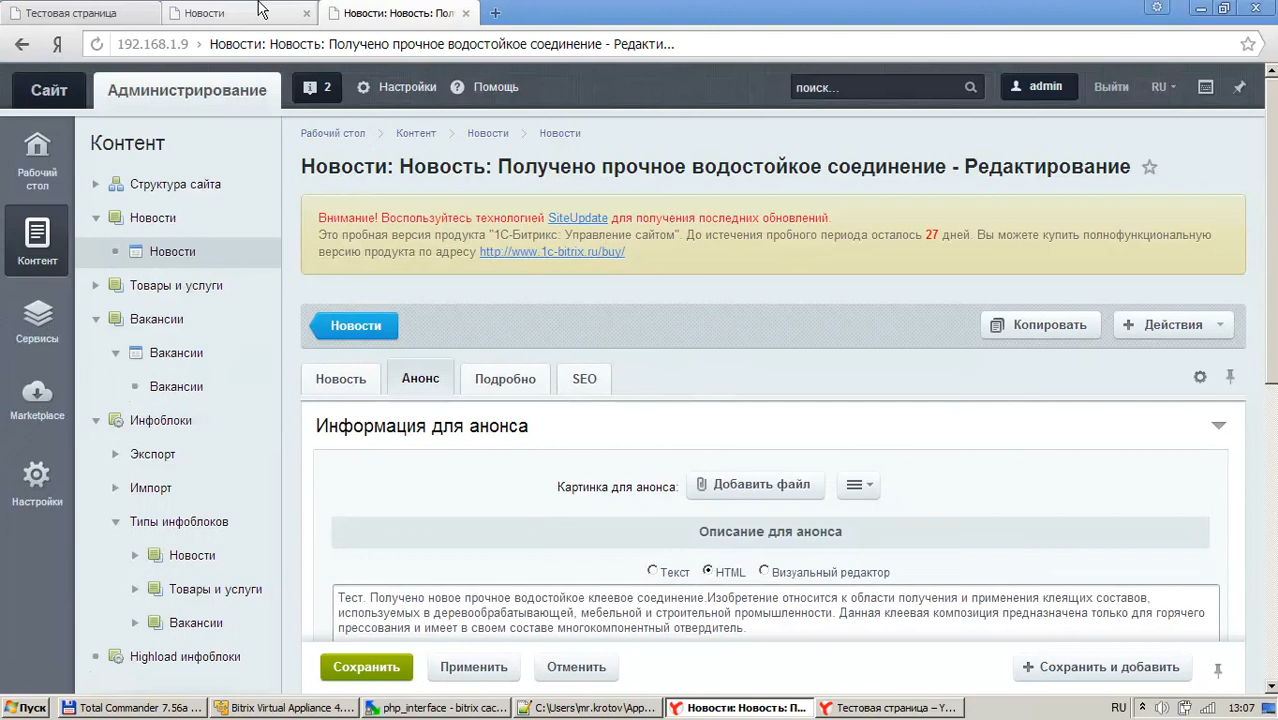 Тестовая страница
Новости
Новости: Новость: Пол
192.168.1.9 Новости: Новость: Получено прочное водостойкое соединение - Редакти...
Сайт
Администрирование
2
Настройки
Помощь
поиск...
admin
Выйти
RU
Рабочий стол
Контент
Новости
Новости
Рабочий
стол
Контент
Сервисы
Marketplace
Настройки
Контент
Структура сайта
Новости
Новости
Товары и услуги
Вакансии
Вакансии
Вакансии
Инфоблоки
Экспорт
Импорт
Типы инфоблоков
Новости
Товары и услуги
Вакансии
Highload инфоблоки
Новости: Новость: Получено прочное водостойкое соединение - Редактирование
Внимание! Воспользуйтесь технологией SiteUpdate для получения последних обновлений.
Это пробная версия продукта "1С-Битрикс: Управление сайтом". До истечения пробного периода осталось 27 дней. Вы можете купить полнофункциональную
версию продукта по адресу http://www.1c-bitrix.ru/buy/
Новости
Копировать
Действия
Новость
Анонс
Подробно
SEO
Информация для анонса
Картинка для анонса:
Добавить файл
Описание для анонса
Текст
HTML
Визуальный редактор
Тест. Получено новое прочное водостойкое клеевое соединение.Изобретение относится к области получения и применения клеящих составов,
используемых в деревообрабатывающей, мебельной и строительной промышленности. Данная клеевая композиция предназначена только для горячего
прессования и имеет в своем составе многокомпонентный отвердитель.
Сохранить
Применить
Отменить
Сохранить и добавить
Пуск
Total Commander 7.56a ...
Bitrix Virtual Appliance 4....
php_interface - bitrix cac...
C:\Users\mr.krotov\App...
Новости: Новость: П...
Тестовая страница – Y...
RU
13:07